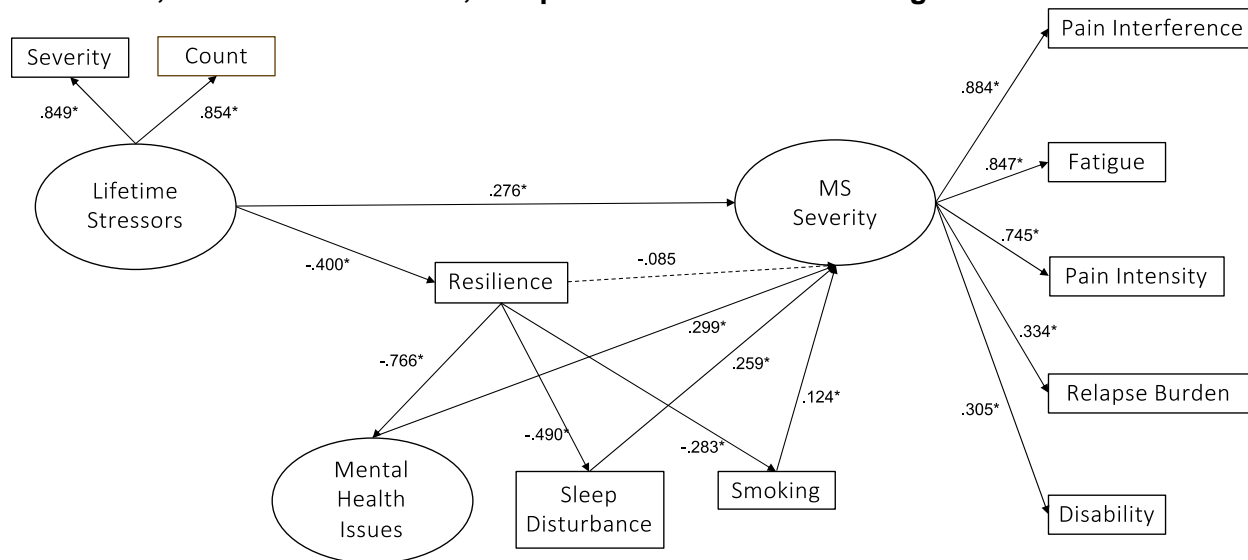 Pain Interference
Severity
Count
.849*
.854*
.884*
Lifetime
Stressors
.276*
MS
Severity
.847*
Fatigue
-.400*
Resilience
-.085
.745*
Pain Intensity
-.766*
.299*
.259*
.124*
.334*
Relapse Burden
.305*
-.490*
-.283*
Mental
Health
Issues
Sleep
Disturbance
Smoking
Disability